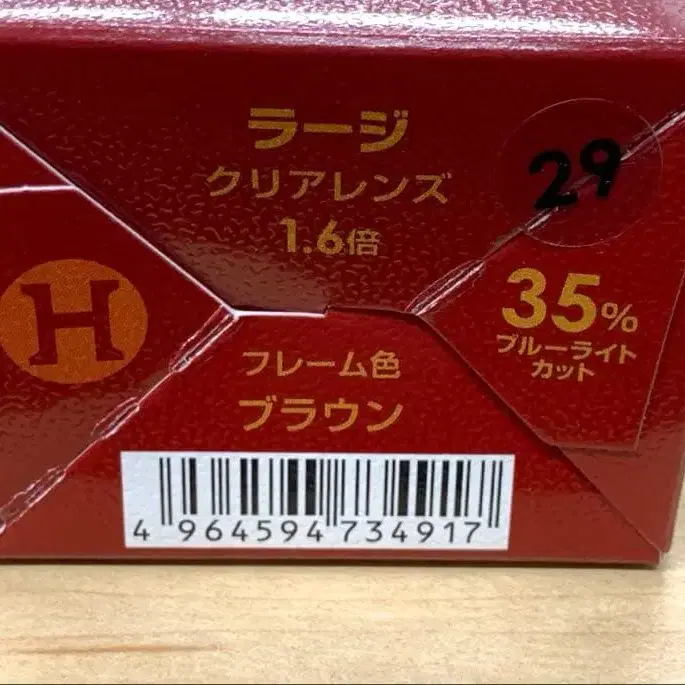 ラージ
クリアレンズ
1.6倍
29
35%
ブルーライト
カット
H
フレーム色
ブラウン
4 964594 734917